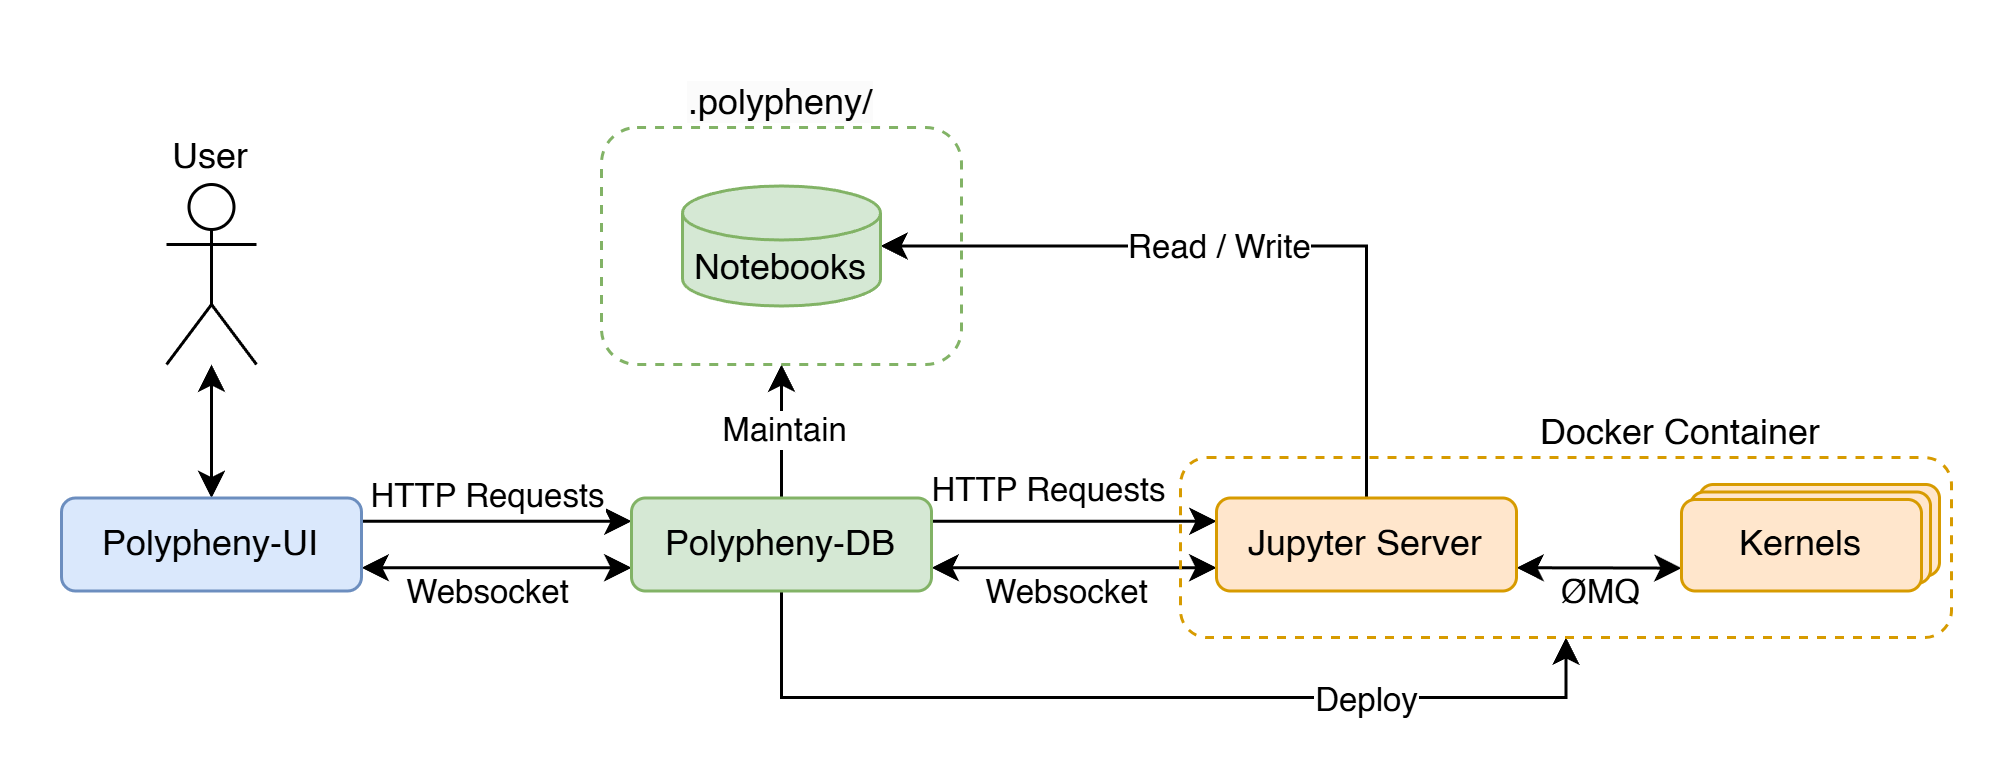 .polypheny/
User
Notebooks
Read / Write
Maintain
Docker Container
HTTP Requests
HTTP Requests
Polypheny-UI
Polypheny-DB
Jupyter Server
Kernels
Websocket
Websocket
ØMQ
Deploy